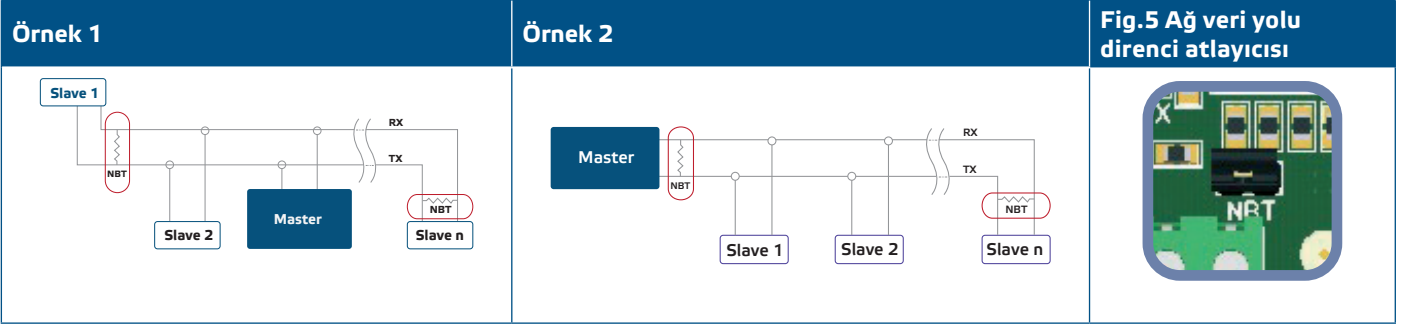 Örnek 1
Slave 1
RX
TX
NBT
NBT
Master
Slave 2
Slave n
Örnek 2
Master
RX
TX
NBT
NBT
Slave 1
Slave 2
Slave n
Fig.5 Ağ veri yolu
direnci atlayıcısı
X
NBT